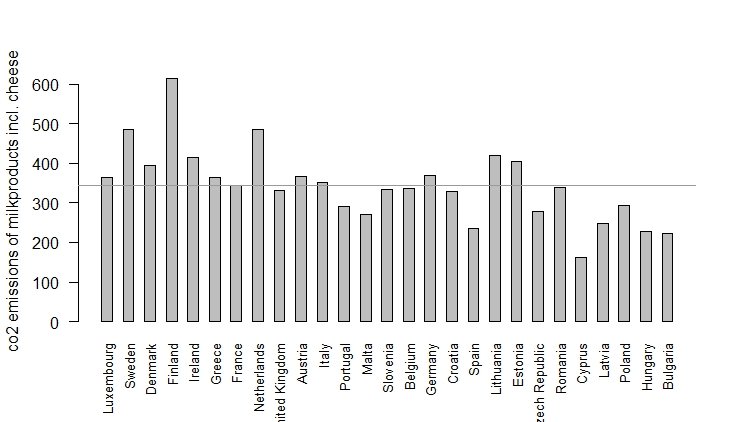 co2 emissions of milkproducts incl. cheese
600
500
400
300
200
100
0
Luxembourg
Sweden
Denmark
Finland
Ireland
Greece
France
Netherlands
nited Kingdom
Austria
Italy
Portugal
Malta
Slovenia
Belgium
Germany
Croatia
Spain
Lithuania
Estonia
zech Republic
Romania
Cyprus
Latvia
Poland
Hungary
Bulgaria